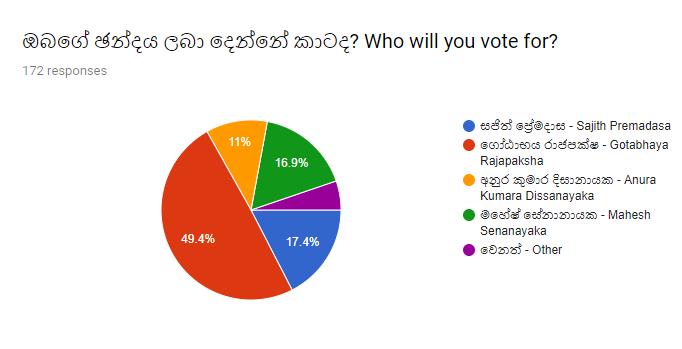 ඔබගේ ඡන්දය ලබා දෙන්නේ කාටද? Who will you vote for?
172 responses
11%
16.9%
49.4%
17.4%
සජිත් ප්‍රේමදාස - Sajith Premadasa
ගෝඨාභය රාජපක්ෂ - Gotabhaya
Rajapaksha
අනුර කුමාර දිසානායක - Anura
Kumara Dissanayaka
මහේෂ් සේනානායක - Mahesh
Senanayaka
වෙනත් - Other